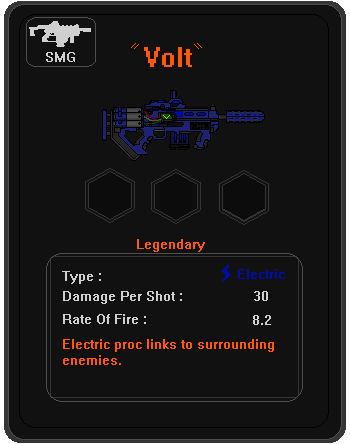 SMG
"Volt"
Legendary
Type : Electric
Damage Per Shot : 30
Rate Of Fire : 8.2
Electric proc links to surrounding
enemies.